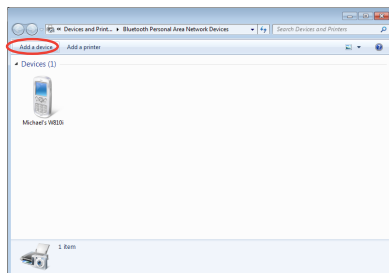 Devices and Print... Bluetooth Personal Area Network Devices Search Devices and Printers
Add a device Add a printer
Devices (1)
Michael's W810i
1 item